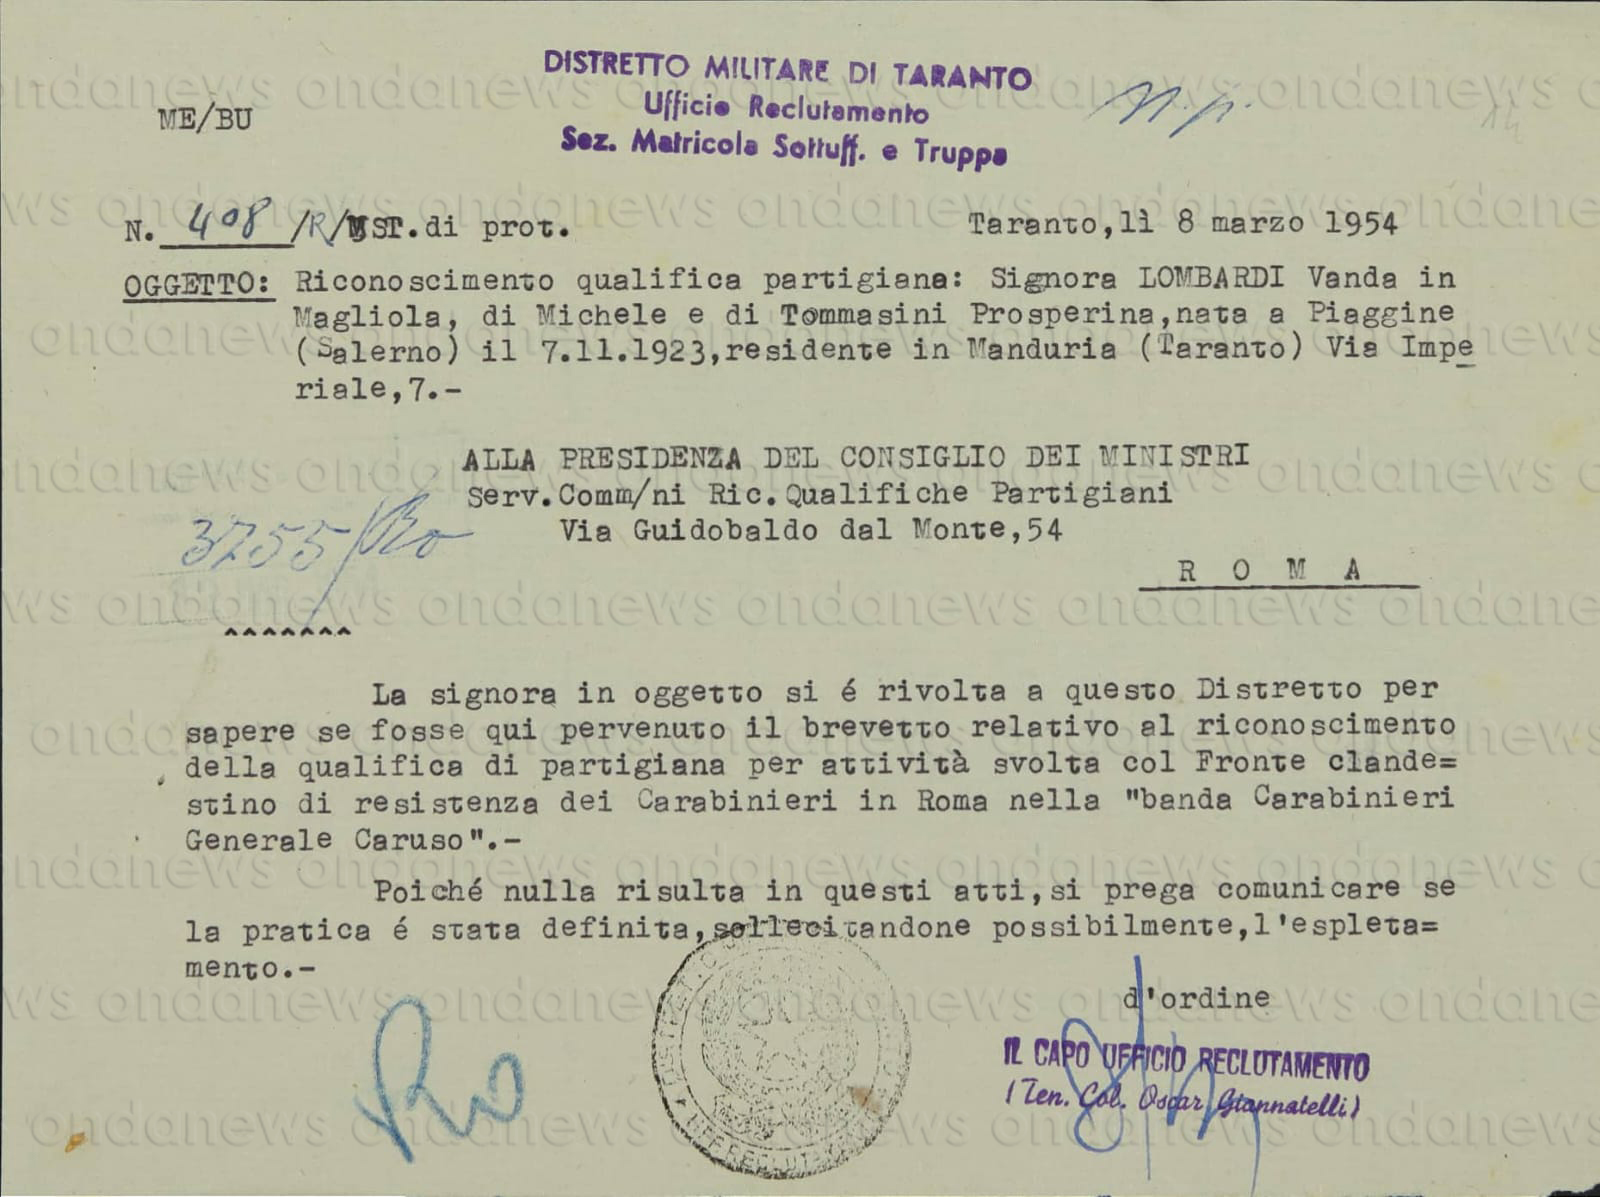 DISTRETTO MILITARE DI TARANTO
Ufficio Reclutamento
Sez. Matricola Sottuff. e Truppa
ME/BU
n.p.
14
N. 408 /R/MST.di prot.
Taranto,lì 8 marzo 1954
OGGETTO: Riconoscimento qualifica partigiana: Signora LOMBARDI Vanda in
Magliola, di Michele e di Tommasini Prosperina,nata a Piaggine
(Salerno) il 7.11.1923,residente in Manduria (Taranto) Via Impe
riale,7.-
ALLA PRESIDENZA DEL CONSIGLIO DEI MINISTRI
Serv.Comm/ni Ric.Qualifiche Partigiani
Via Guidobaldo dal Monte,54
R O M A
3255/Ro
^^^^^^^
La signora in oggetto si é rivolta a questo Distretto per
sapere se fosse qui pervenuto il brevetto relativo al riconoscimento
della qualifica di partigiana per attività svolta col Fronte clande=
stino di resistenza dei Carabinieri in Roma nella "banda Carabinieri
Generale Caruso".-
Poiché nulla risulta in questi atti,si prega comunicare se
la pratica é stata definita,sollecitandone possibilmente,l'espleta=
mento.-
d'ordine
IL CAPO UFFICIO RECLUTAMENTO
(Ten. Col. Oscar Giannatelli)
Ro
ondanews